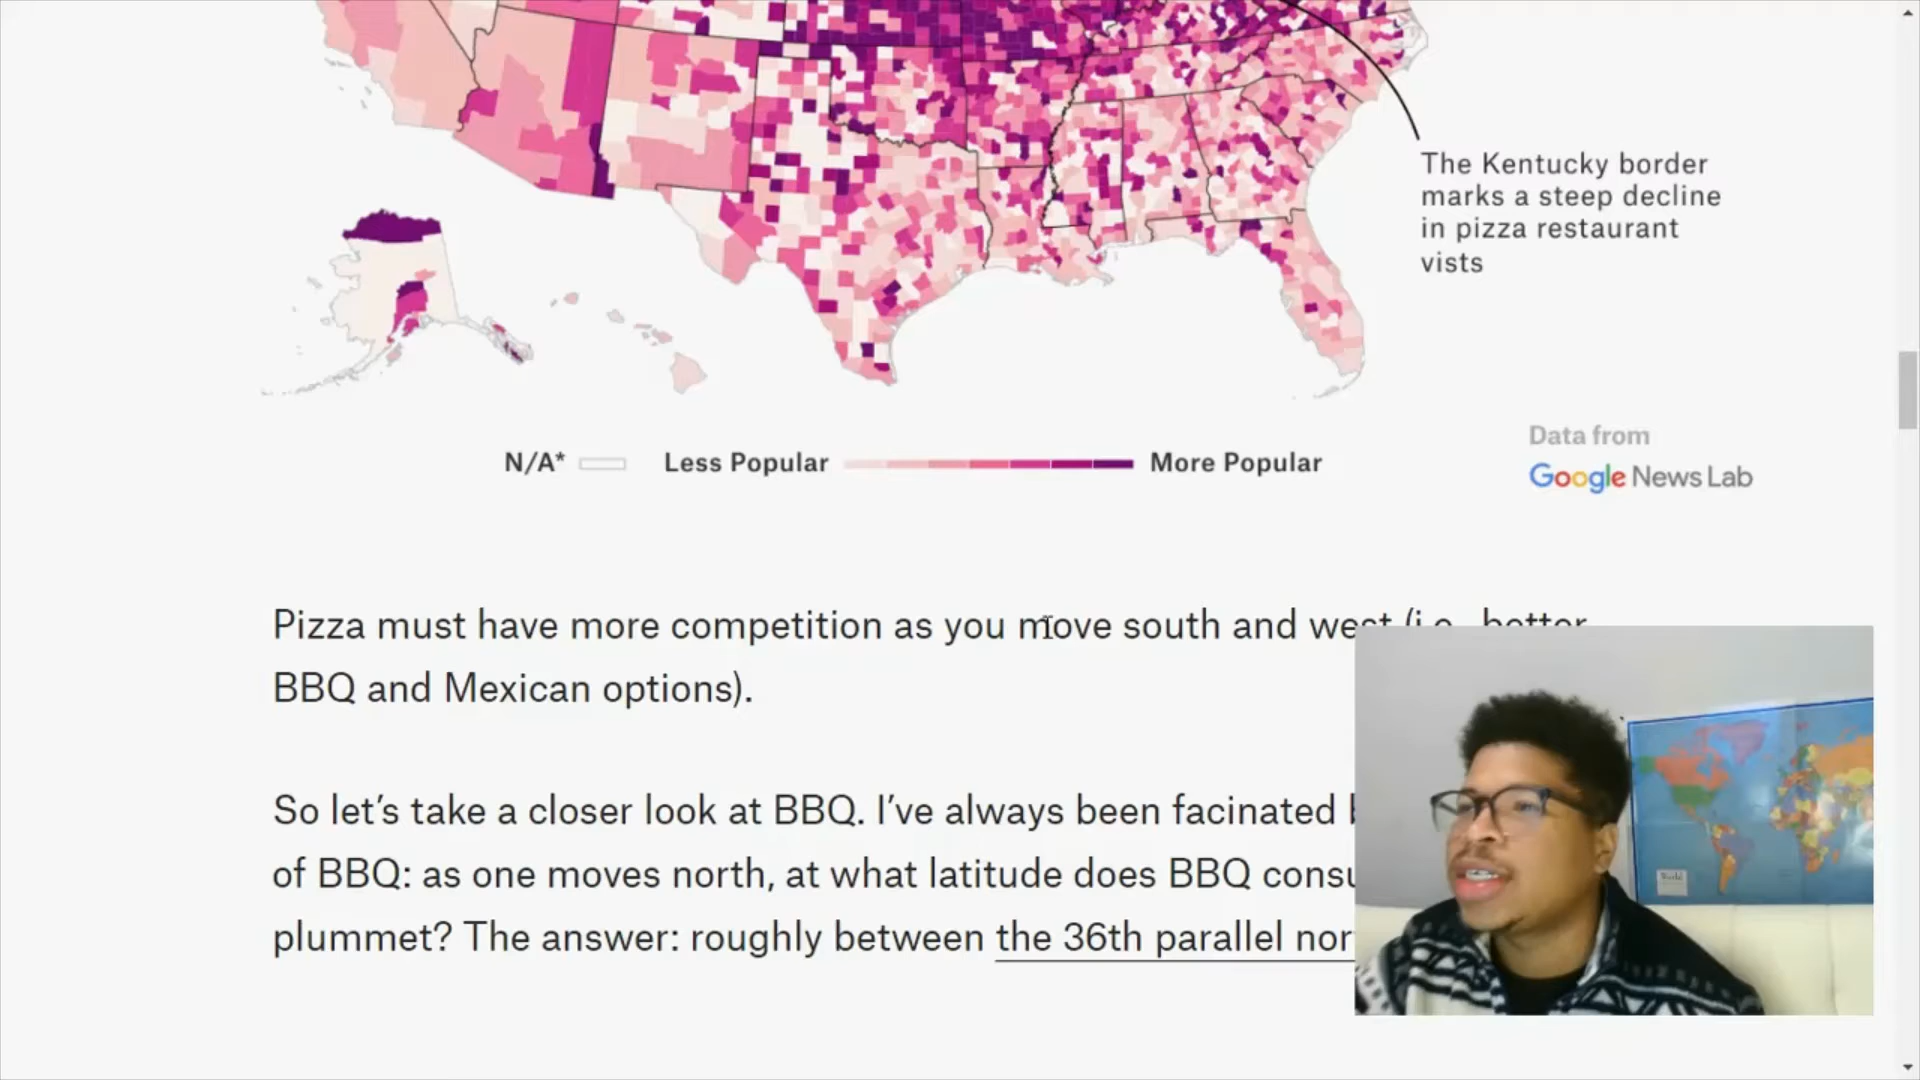 The Kentucky border
marks a steep decline
in pizza restaurant
vists
N/A* Less Popular More Popular
Data from
Google News Lab
Pizza must have more competition as you move south and west (i.e., better
BBQ and Mexican options).
So let’s take a closer look at BBQ. I’ve always been facinated
of BBQ: as one moves north, at what latitude does BBQ
plummet? The answer: roughly between the 36th parallel
World